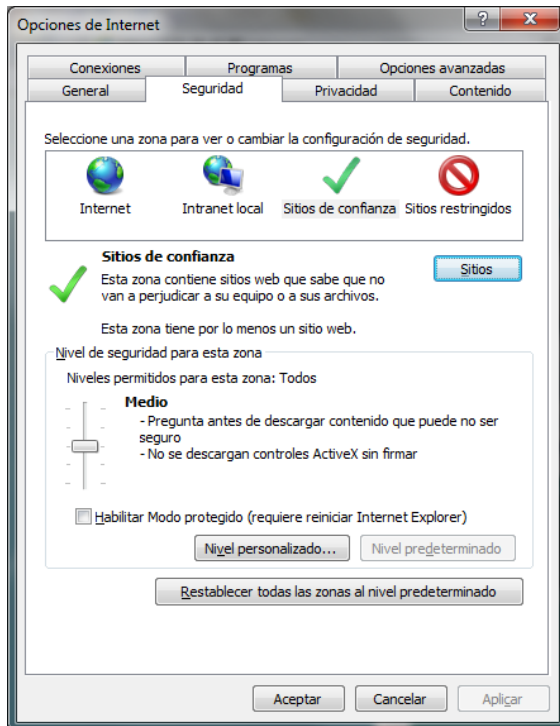 Opciones de Internet
Conexiones Programas Opciones avanzadas
General Seguridad Privacidad Contenido
Seleccione una zona para ver o cambiar la configuración de seguridad.
Internet Intranet local Sitios de confianza Sitios restringidos
Sitios de confianza
Sitios
Esta zona contiene sitios web que sabe que no
van a perjudicar a su equipo o a sus archivos.
Esta zona tiene por lo menos un sitio web.
Nivel de seguridad para esta zona
Niveles permitidos para esta zona: Todos
Medio
- Pregunta antes de descargar contenido que puede no ser
seguro
- No se descargan controles ActiveX sin firmar
Habilitar Modo protegido (requiere reiniciar Internet Explorer)
Nivel personalizado... Nivel predeterminado
Restablecer todas las zonas al nivel predeterminado
Aceptar Cancelar Aplicar